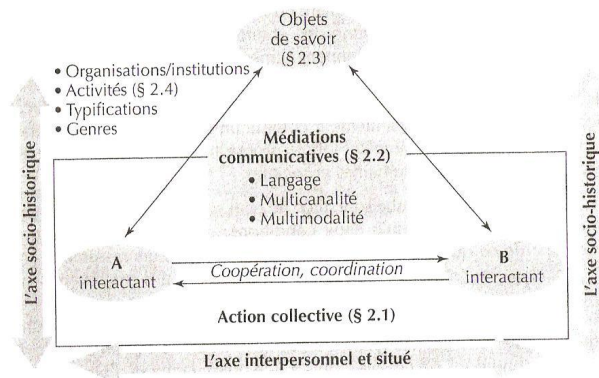 Objets
de savoir
(§ 2.3)
• Organisations/institutions
• Activités (§ 2.4)
• Typifications
• Genres
Médiations
communicatives (§ 2.2)
• Langage
• Multicanalité
• Multimodalité
A
interactant
Coopération, coordination
B
interactant
Action collective (§ 2.1)
L'axe socio-historique
L'axe socio-historique
L'axe interpersonnel et situé